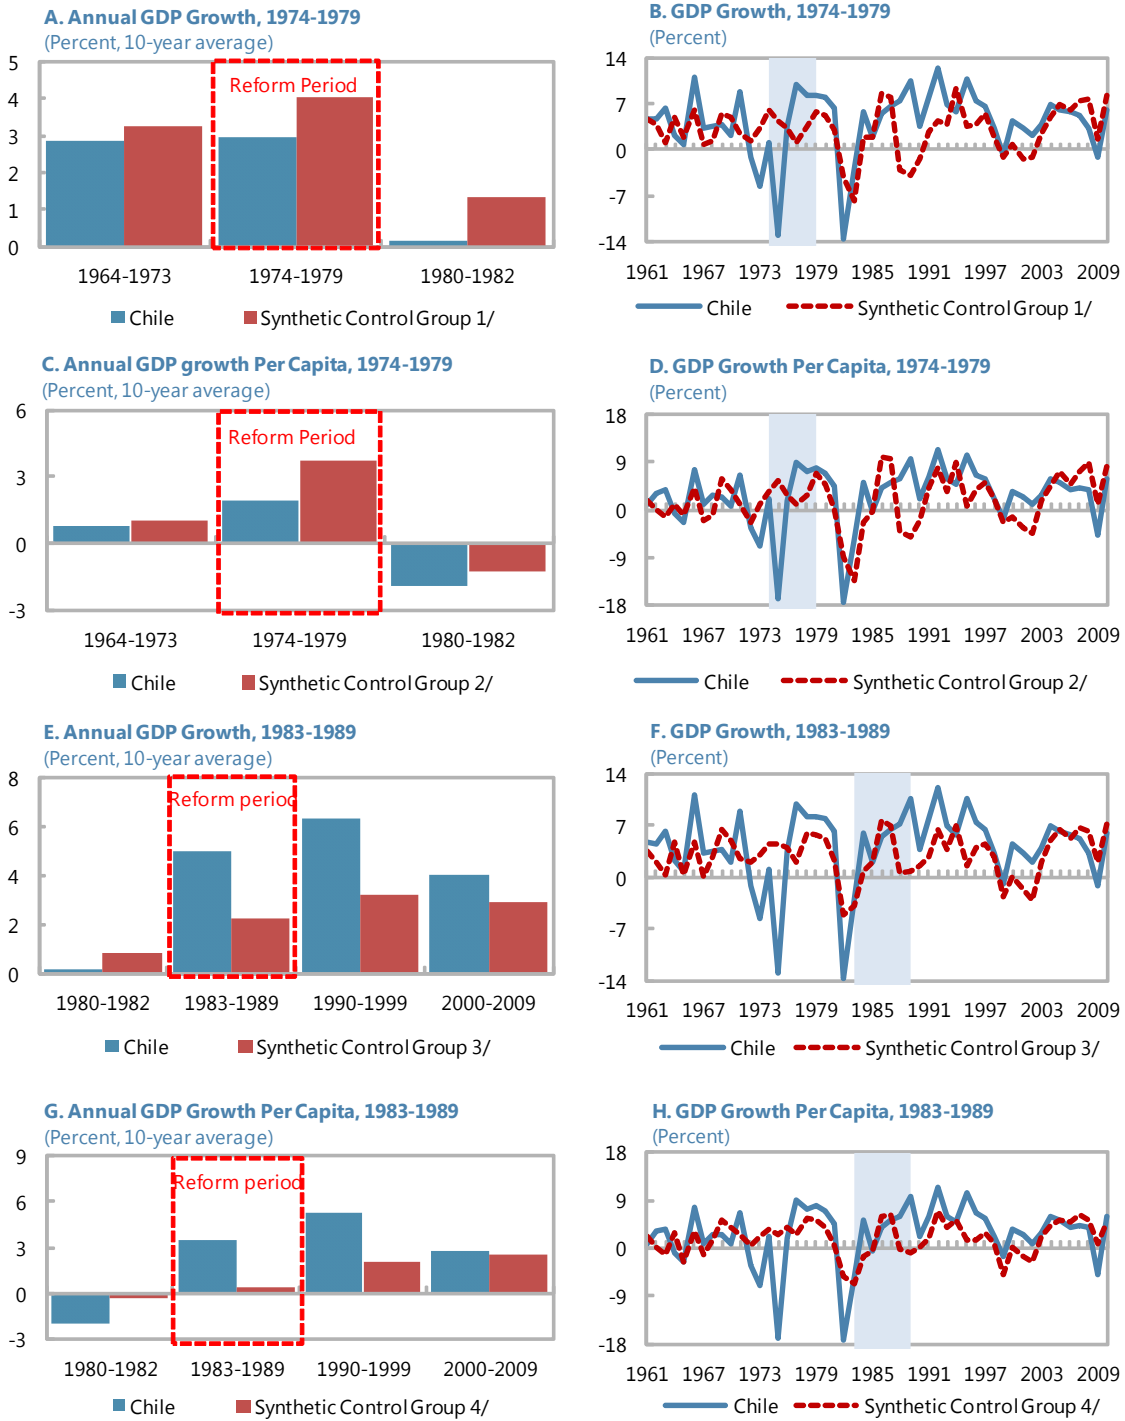 A. Annual GDP Growth, 1974-1979
(Percent, 10-year average)
5
4
3
2
1
0
Reform Period
1964-1973 1974-1979 1980-1982
Chile Synthetic Control Group 1/
B. GDP Growth, 1974-1979
(Percent)
14
7
0
-7
-14
1961 1967 1973 1979 1985 1991 1997 2003 2009
Chile Synthetic Control Group 1/
C. Annual GDP growth Per Capita, 1974-1979
(Percent, 10-year average)
6
3
0
-3
Reform Period
1964-1973 1974-1979 1980-1982
Chile Synthetic Control Group 2/
D. GDP Growth Per Capita, 1974-1979
(Percent)
18
9
0
-9
-18
1961 1967 1973 1979 1985 1991 1997 2003 2009
Chile Synthetic Control Group 2/
E. Annual GDP Growth, 1983-1989
(Percent, 10-year average)
8
6
4
2
0
Reform period
1980-1982 1983-1989 1990-1999 2000-2009
Chile Synthetic Control Group 3/
F. GDP Growth, 1983-1989
(Percent)
14
7
0
-7
-14
1961 1967 1973 1979 1985 1991 1997 2003 2009
Chile Synthetic Control Group 3/
G. Annual GDP Growth Per Capita, 1983-1989
(Percent, 10-year average)
9
6
3
0
-3
Reform period
1980-1982 1983-1989 1990-1999 2000-2009
Chile Synthetic Control Group 4/
H. GDP Growth Per Capita, 1983-1989
(Percent)
18
9
0
-9
-18
1961 1967 1973 1979 1985 1991 1997 2003 2009
Chile Synthetic Control Group 4/